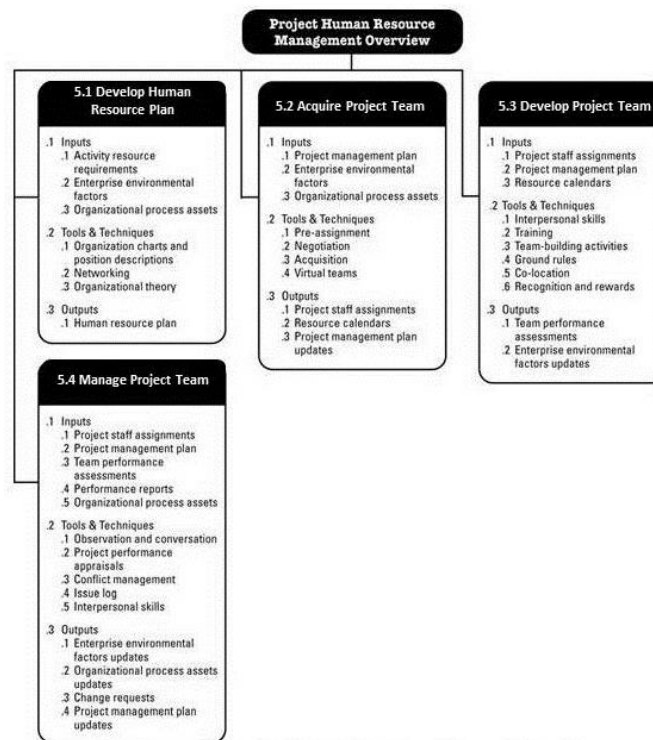 Project Human Resource
Management Overview
5.1 Develop Human
Resource Plan
.1 Inputs
.1 Activity resource
requirements
.2 Enterprise environmental
factors
.3 Organizational process assets
.2 Tools & Techniques
.1 Organization charts and
position descriptions
.2 Networking
.3 Organizational theory
.3 Outputs
.1 Human resource plan
5.2 Acquire Project Team
.1 Inputs
.1 Project management plan
.2 Enterprise environmental
factors
.3 Organizational process assets
.2 Tools & Techniques
.1 Pre-assignment
.2 Negotiation
.3 Acquisition
.4 Virtual teams
.3 Outputs
.1 Project staff assignments
.2 Resource calendars
.3 Project management plan
updates
5.3 Develop Project Team
.1 Inputs
.1 Project staff assignments
.2 Project management plan
.3 Resource calendars
.2 Tools & Techniques
.1 Interpersonal skills
.2 Training
.3 Team-building activities
.4 Ground rules
.5 Co-location
.6 Recognition and rewards
.3 Outputs
.1 Team performance
assessments
.2 Enterprise environmental
factors updates
5.4 Manage Project Team
.1 Inputs
.1 Project staff assignments
.2 Project management plan
.3 Team performance
assessments
.4 Performance reports
.5 Organizational process assets
.2 Tools & Techniques
.1 Observation and conversation
.2 Project performance
appraisals
.3 Conflict management
.4 Issue log
.5 Interpersonal skills
.3 Outputs
.1 Enterprise environmental
factors updates
.2 Organizational process assets
updates
.3 Change requests
.4 Project management plan
updates